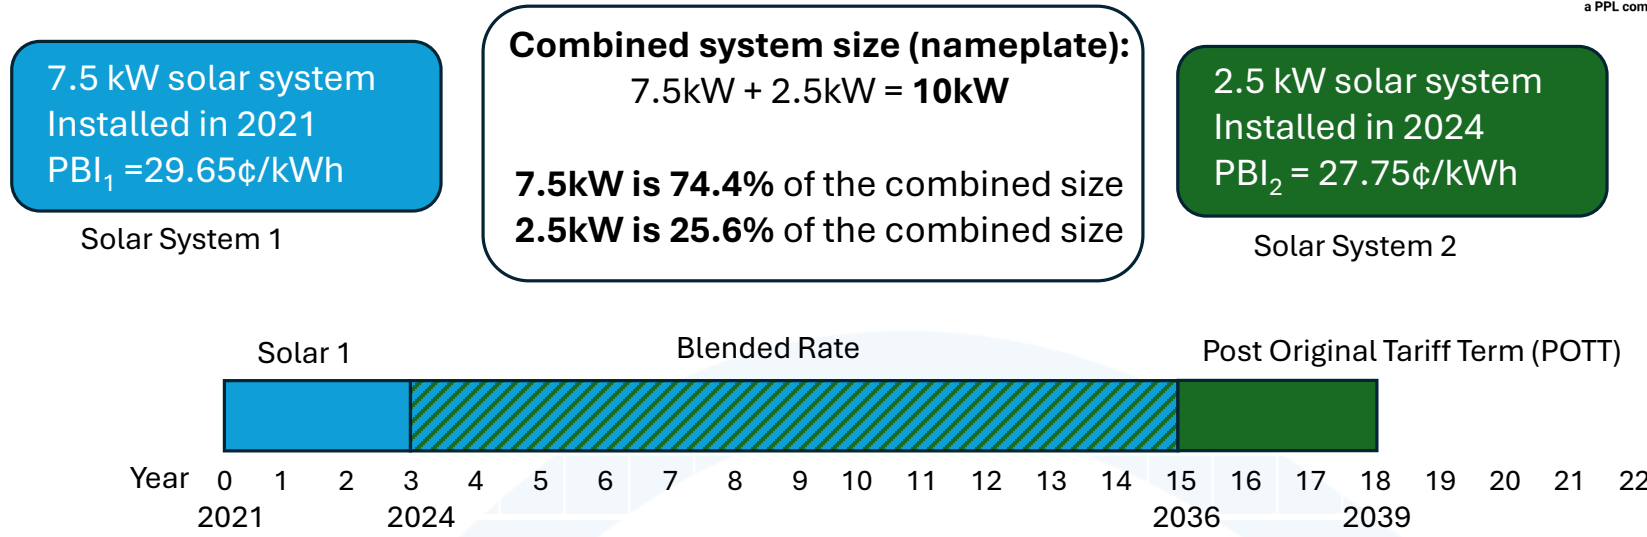 a PPL com
7.5 kW solar system
Installed in 2021
PBI₁ =29.65¢/kWh
Solar System 1
Combined system size (nameplate):
7.5kW + 2.5kW = 10kW
7.5kW is 74.4% of the combined size
2.5kW is 25.6% of the combined size
2.5 kW solar system
Installed in 2024
PBI₂ = 27.75¢/kWh
Solar System 2
Solar 1
Blended Rate
Post Original Tariff Term (POTT)
Year 0 1 2 3 4 5 6 7 8 9 10 11 12 13 14 15 16 17 18 19 20 21 22
2021 2024 2036 2039